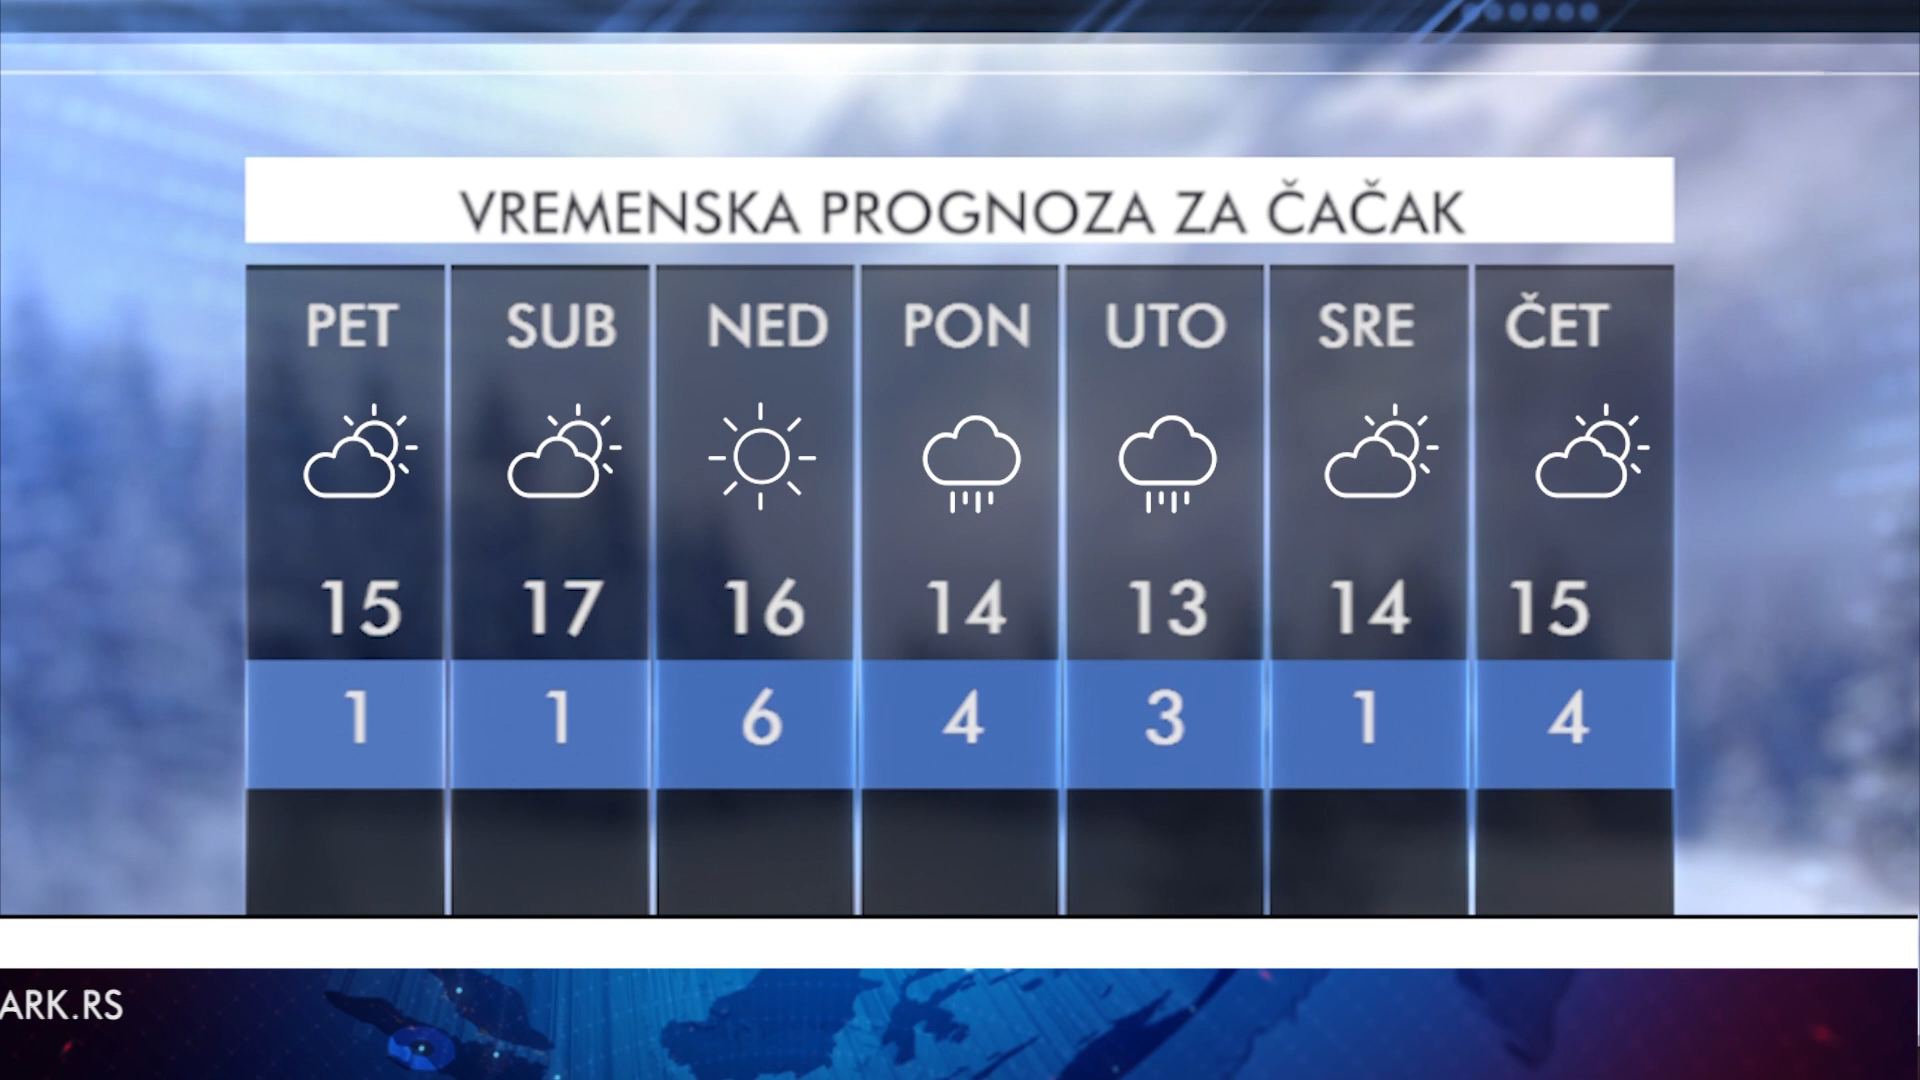 VREMENSKA PROGNOZA ZA ČAČAK
PET SUB NED PON UTO SRE ČET
15 17 16 14 13 14 15
1 1 6 4 3 1 4
ARK.RS